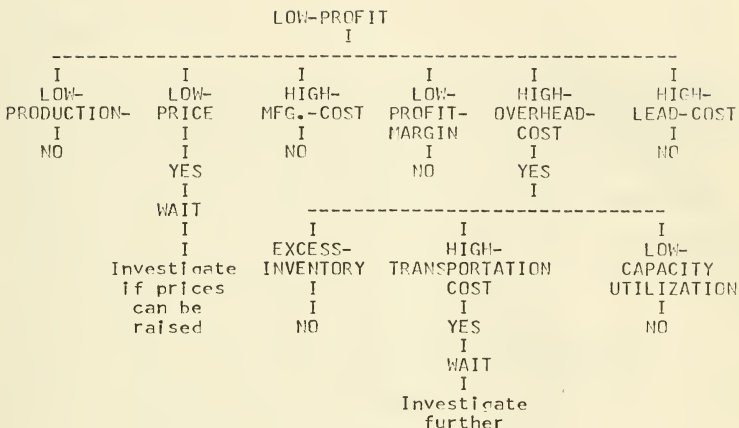 LOW-PROFIT
I
I I I I I I
LOW- LOW- HIGH- LOW- HIGH- HIGH-
PRODUCTION- PRICE MFG.-COST PROFIT- OVERHEAD- LEAD-COST
I I I MARGIN COST I
NO I NO I I NO
YES NO YES
I I
WAIT
I I I I
I EXCESS- HIGH- LOW-
Investigate INVENTORY TRANSPORTATION CAPACITY
if prices I COST UTILIZATION
can be I I I
raised NO YES NO
I
WAIT
I
Investigate
further